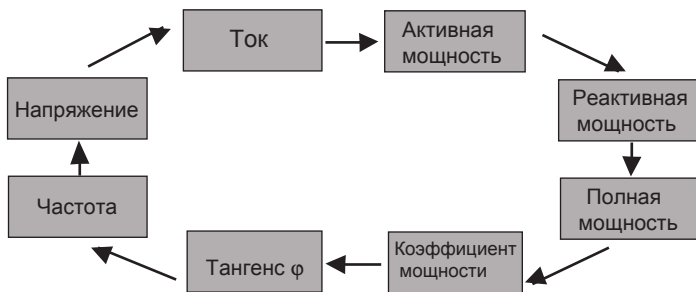 Ток
Активная
мощность
Напряжение
Реактивная
мощность
Частота
Полная
мощность
Тангенс φ
Коэффициент
мощности